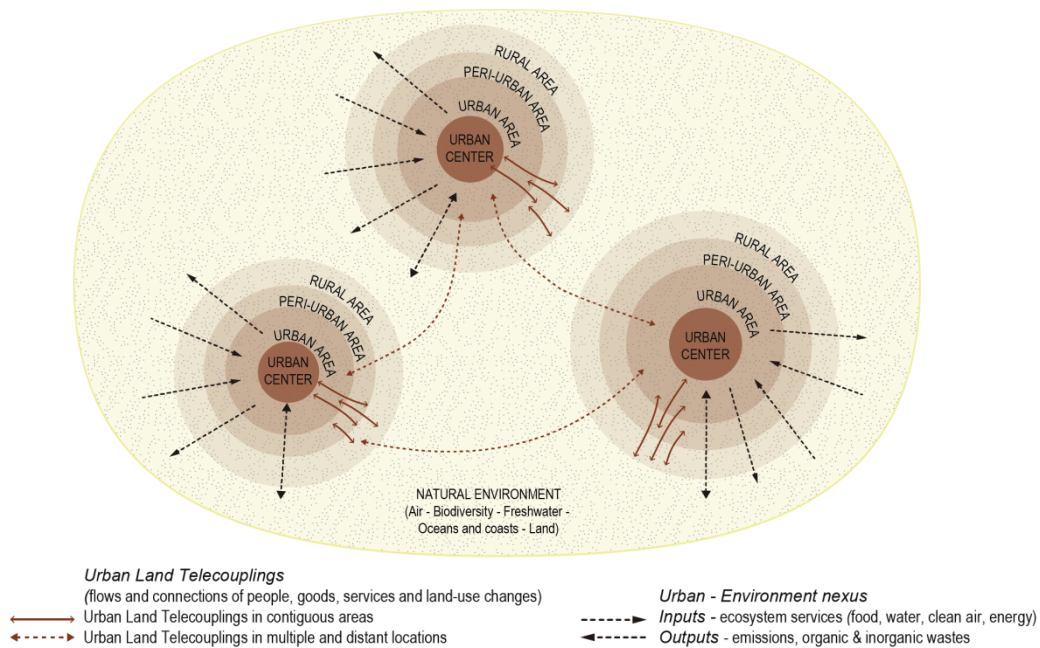 RURAL AREA
PERI-URBAN AREA
URBAN AREA
URBAN
CENTER
RURAL AREA
PERI-URBAN AREA
URBAN AREA
URBAN
CENTER
RURAL AREA
PERI-URBAN AREA
URBAN AREA
URBAN
CENTER
NATURAL ENVIRONMENT
(Air - Biodiversity - Freshwater -
Oceans and coasts - Land)
Urban Land Telecouplings
(flows and connections of people, goods, services and land-use changes)
Urban Land Telecouplings in contiguous areas
Urban Land Telecouplings in multiple and distant locations
Urban - Environment nexus
Inputs - ecosystem services (food, water, clean air, energy)
Outputs - emissions, organic & inorganic wastes